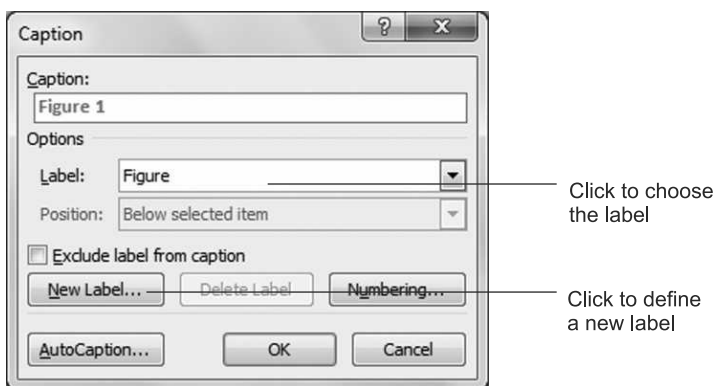 Caption
Caption:
Figure 1
Options
Label: Figure
Position: Below selected item
Exclude label from caption
New Label... Delete Label Numbering...
AutoCaption... OK Cancel
Click to choose
the label
Click to define
a new label